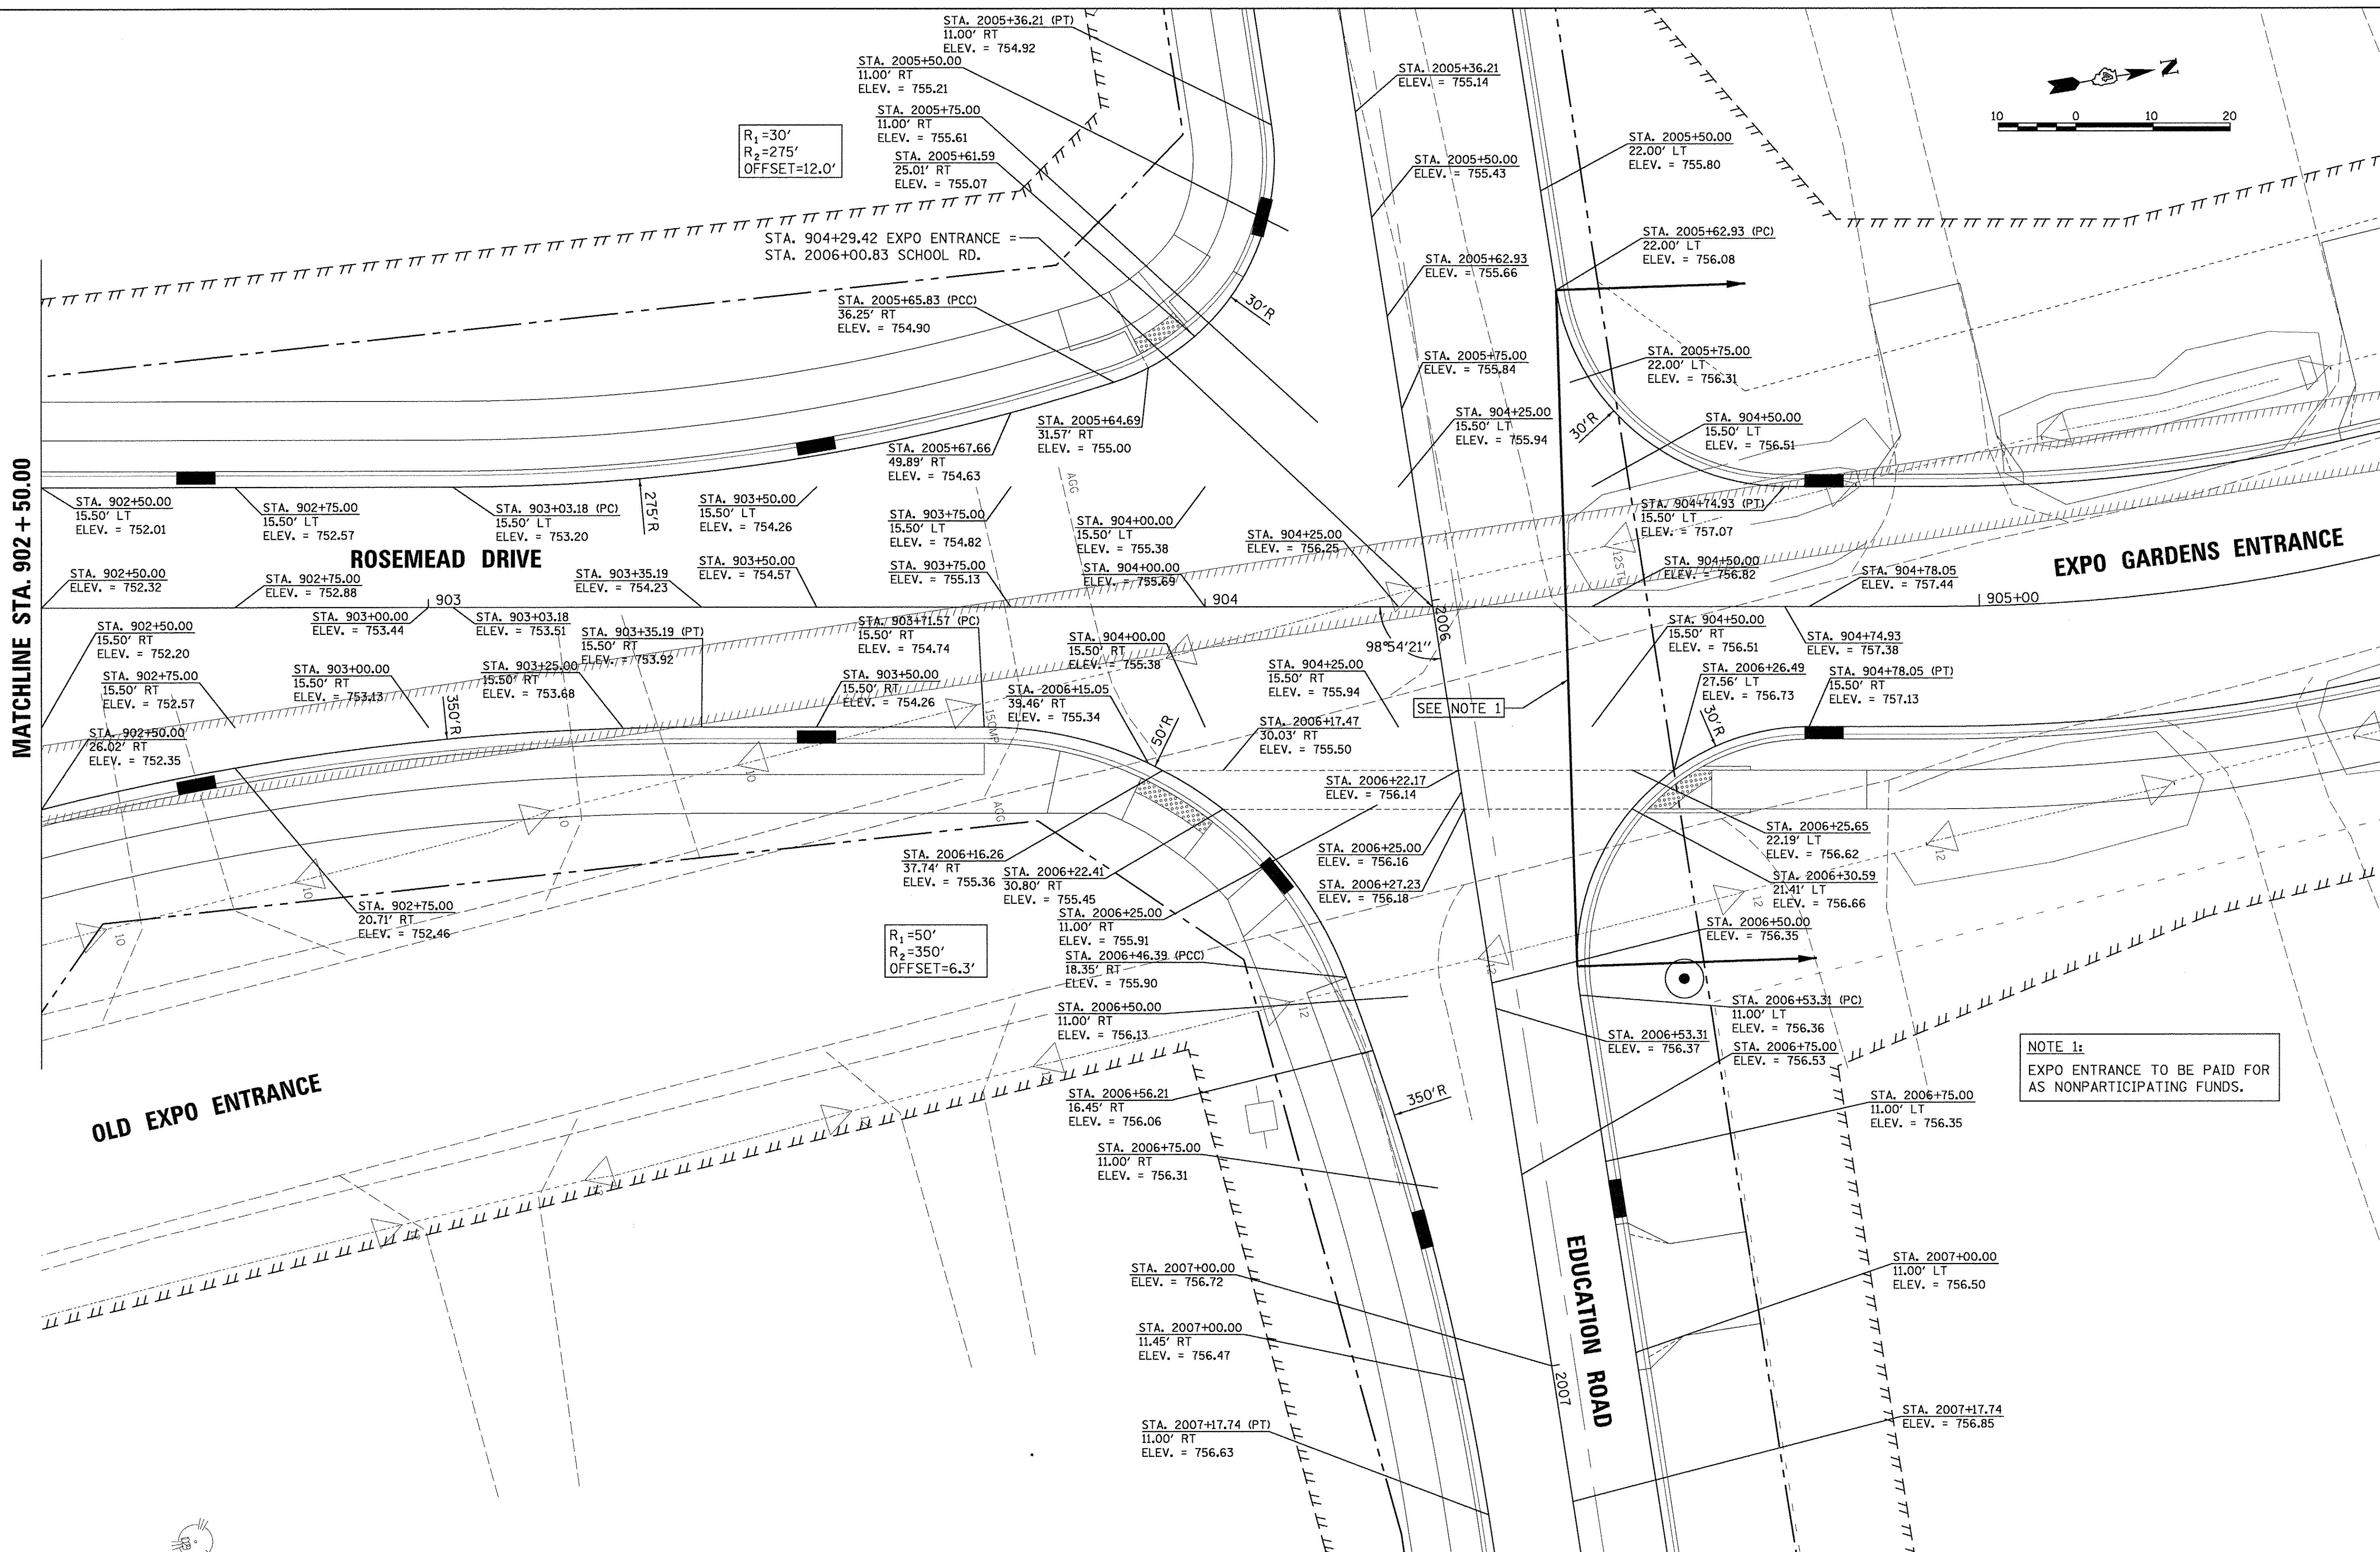 STA. 2005+36.21 (PT)
11.00' RT
ELEV. = 754.92
STA. 2005+50.00
11.00' RT
ELEV. = 755.21
STA. 2005+75.00
11.00' RT
ELEV. = 755.61
STA. 2005+61.59
25.01' RT
ELEV. = 755.07
R1=30'
R2=275'
OFFSET=12.0'
STA. 904+29.42 EXPO ENTRANCE =
STA. 2006+00.83 SCHOOL RD.
STA. 2005+65.83 (PCC)
36.25' RT
ELEV. = 754.90
30'R
STA. 2005+36.21
ELEV. = 755.14
STA. 2005+50.00
ELEV. = 755.43
STA. 2005+62.93
ELEV. = 755.66
STA. 2005+75.00
ELEV. = 755.84
STA. 2005+50.00
22.00' LT
ELEV. = 755.80
STA. 2005+62.93 (PC)
22.00' LT
ELEV. = 756.08
STA. 2005+75.00
22.00' LT
ELEV. = 756.31
N
10 0 10 20
30'R
STA. 904+25.00
15.50' LT
ELEV. = 755.94
STA. 904+50.00
15.50' LT
ELEV. = 756.51
STA. 2005+64.69
31.57' RT
ELEV. = 755.00
STA. 2005+67.66
49.89' RT
ELEV. = 754.63
AGG
MATCHLINE STA. 902+50.00
STA. 902+50.00
15.50' LT
ELEV. = 752.01
STA. 902+75.00
15.50' LT
ELEV. = 752.57
STA. 903+03.18 (PC)
15.50' LT
ELEV. = 753.20
275'R
STA. 903+50.00
15.50' LT
ELEV. = 754.26
STA. 903+75.00
15.50' LT
ELEV. = 754.82
STA. 904+00.00
15.50' LT
ELEV. = 755.38
STA. 904+25.00
ELEV. = 756.25
STA. 904+74.93 (PT)
15.50' LT
ELEV. = 757.07
ROSEMEAD DRIVE
EXPO GARDENS ENTRANCE
STA. 902+50.00
ELEV. = 752.32
STA. 902+75.00
ELEV. = 752.88
STA. 903+35.19
ELEV. = 754.23
STA. 903+50.00
ELEV. = 754.57
STA. 903+75.00
ELEV. = 755.13
STA. 904+00.00
ELEV. = 755.69
STA. 904+50.00
ELEV. = 756.82
STA. 904+78.05
ELEV. = 757.44
903
904
2006
905+00
STA. 903+00.00
ELEV. = 753.44
STA. 903+03.18
ELEV. = 753.51
STA. 902+50.00
15.50' RT
ELEV. = 752.20
STA. 903+35.19 (PT)
15.50' RT
ELEV. = 753.92
STA. 903+71.57 (PC)
15.50' RT
ELEV. = 754.74
STA. 904+00.00
15.50' RT
ELEV. = 755.38
98°54'21''
STA. 904+50.00
15.50' RT
ELEV. = 756.51
STA. 904+74.93
ELEV. = 757.38
STA. 902+75.00
15.50' RT
ELEV. = 752.57
STA. 903+00.00
15.50' RT
ELEV. = 753.13
STA. 903+25.00
15.50' RT
ELEV. = 753.68
STA. 903+50.00
15.50' RT
ELEV. = 754.26
STA. 2006+15.05
39.46' RT
ELEV. = 755.34
STA. 904+25.00
15.50' RT
ELEV. = 755.94
STA. 2006+26.49
27.56' LT
ELEV. = 756.73
STA. 904+78.05 (PT)
15.50' RT
ELEV. = 757.13
350'R
50'R
SEE NOTE 1
30'R
STA. 902+50.00
26.02' RT
ELEV. = 752.35
STA. 2006+17.47
30.03' RT
ELEV. = 755.50
STA. 2006+22.17
ELEV. = 756.14
10
10
10
10
AGG
12
12
12
12
STA. 2006+16.26
37.74' RT
ELEV. = 755.36
STA. 2006+22.41
30.80' RT
ELEV. = 755.45
STA. 2006+25.00
ELEV. = 756.16
STA. 2006+27.23
ELEV. = 756.18
STA. 2006+25.65
22.19' LT
ELEV. = 756.62
STA. 2006+30.59
21.41' LT
ELEV. = 756.66
STA. 902+75.00
20.71' RT
ELEV. = 752.46
R1=50'
R2=350'
OFFSET=6.3'
STA. 2006+25.00
11.00' RT
ELEV. = 755.91
STA. 2006+46.39 (PCC)
18.35' RT
ELEV. = 755.90
STA. 2006+50.00
ELEV. = 756.35
STA. 2006+50.00
11.00' RT
ELEV. = 756.13
STA. 2006+53.31 (PC)
11.00' LT
ELEV. = 756.36
STA. 2006+53.31
ELEV. = 756.37
STA. 2006+75.00
ELEV. = 756.53
NOTE 1:
EXPO ENTRANCE TO BE PAID FOR
AS NONPARTICIPATING FUNDS.
OLD EXPO ENTRANCE
STA. 2006+56.21
16.45' RT
ELEV. = 756.06
350'R
STA. 2006+75.00
11.00' LT
ELEV. = 756.35
STA. 2006+75.00
11.00' RT
ELEV. = 756.31
STA. 2007+00.00
ELEV. = 756.72
STA. 2007+00.00
11.00' LT
ELEV. = 756.50
EDUCATION ROAD
STA. 2007+00.00
11.45' RT
ELEV. = 756.47
2007
STA. 2007+17.74 (PT)
11.00' RT
ELEV. = 756.63
STA. 2007+17.74
ELEV. = 756.85